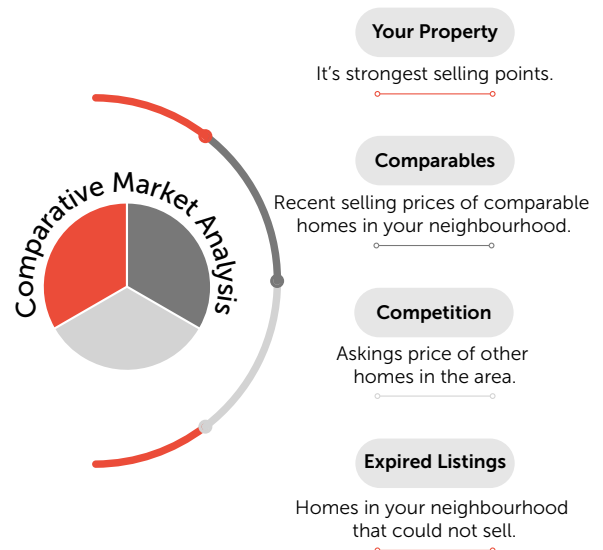 Comparative Market Analysis
Your Property
It's strongest selling points.
Comparables
Recent selling prices of comparable
homes in your neighbourhood.
Competition
Askings price of other
homes in the area.
Expired Listings
Homes in your neighbourhood
that could not sell.